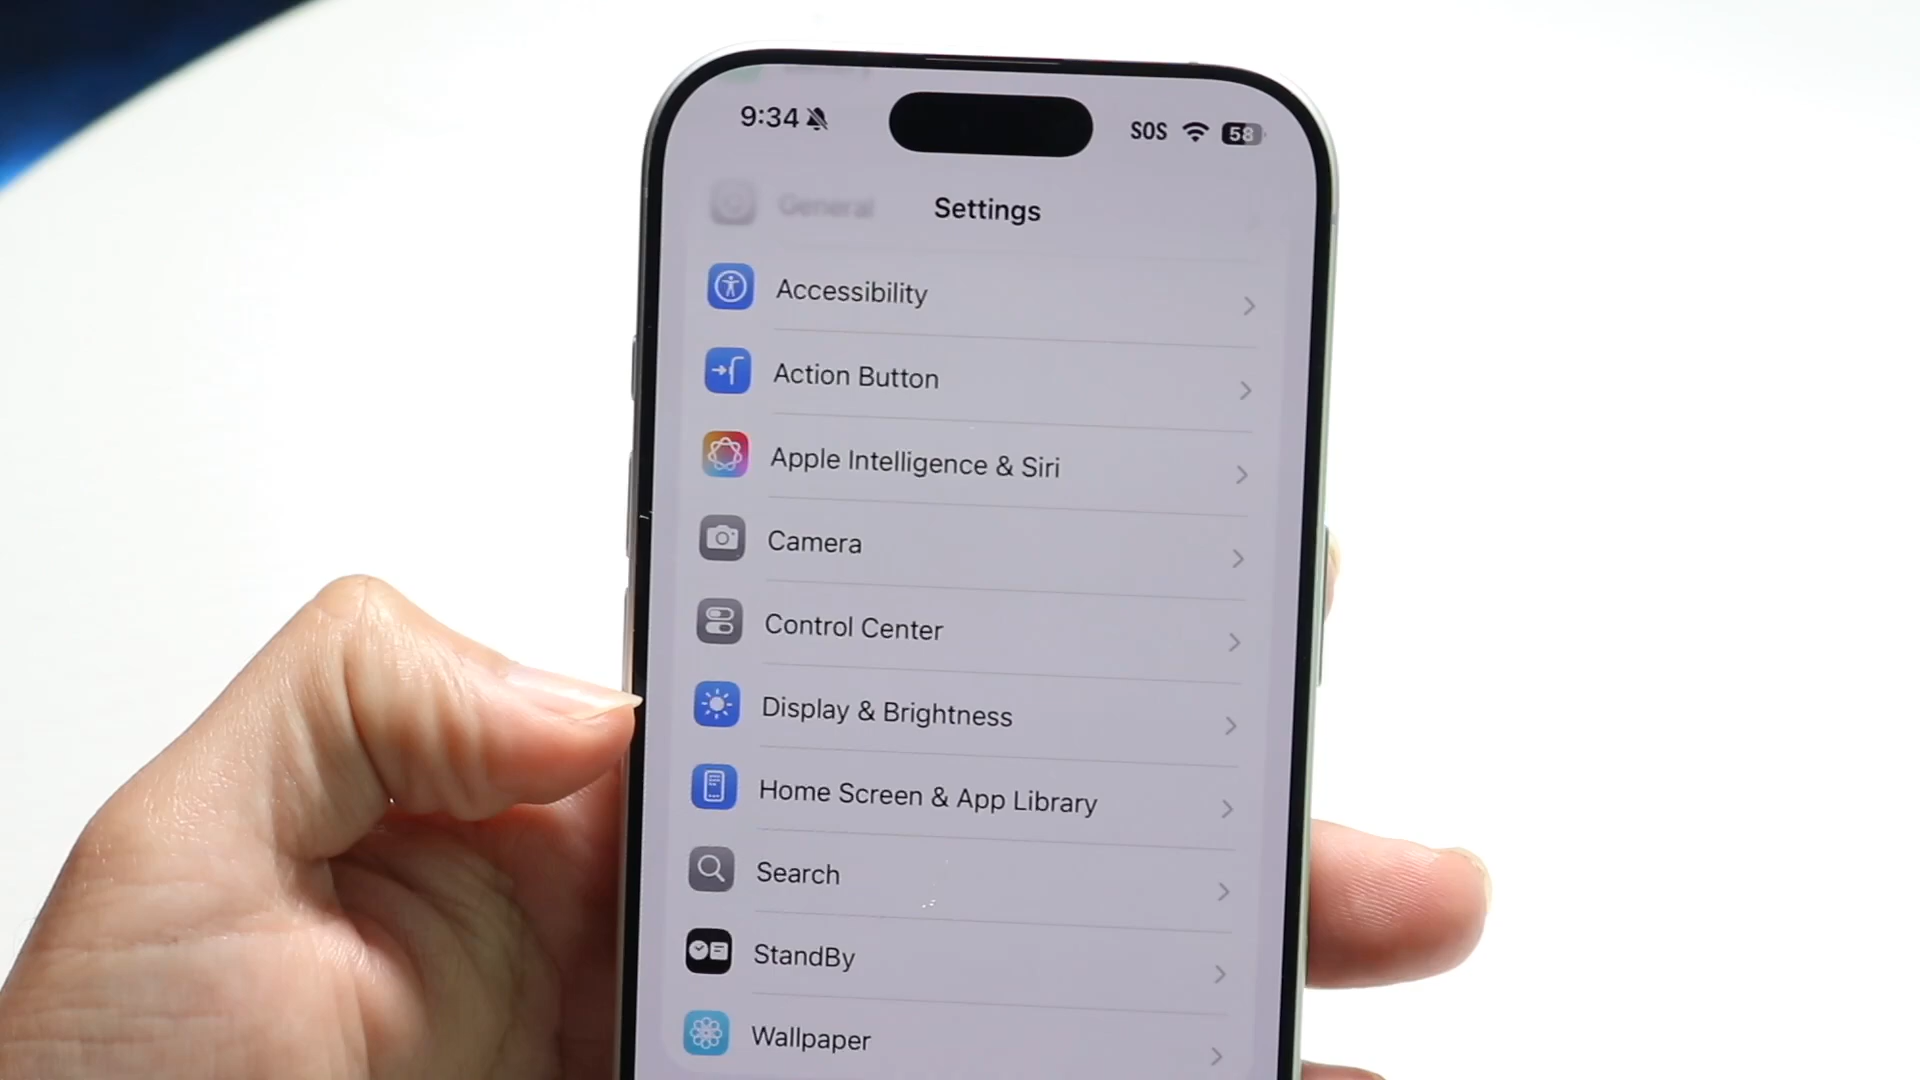 9:34 SOS 58
General
Settings
Accessibility
Action Button
Apple Intelligence & Siri
Camera
Control Center
Display & Brightness
Home Screen & App Library
Search
StandBy
Wallpaper